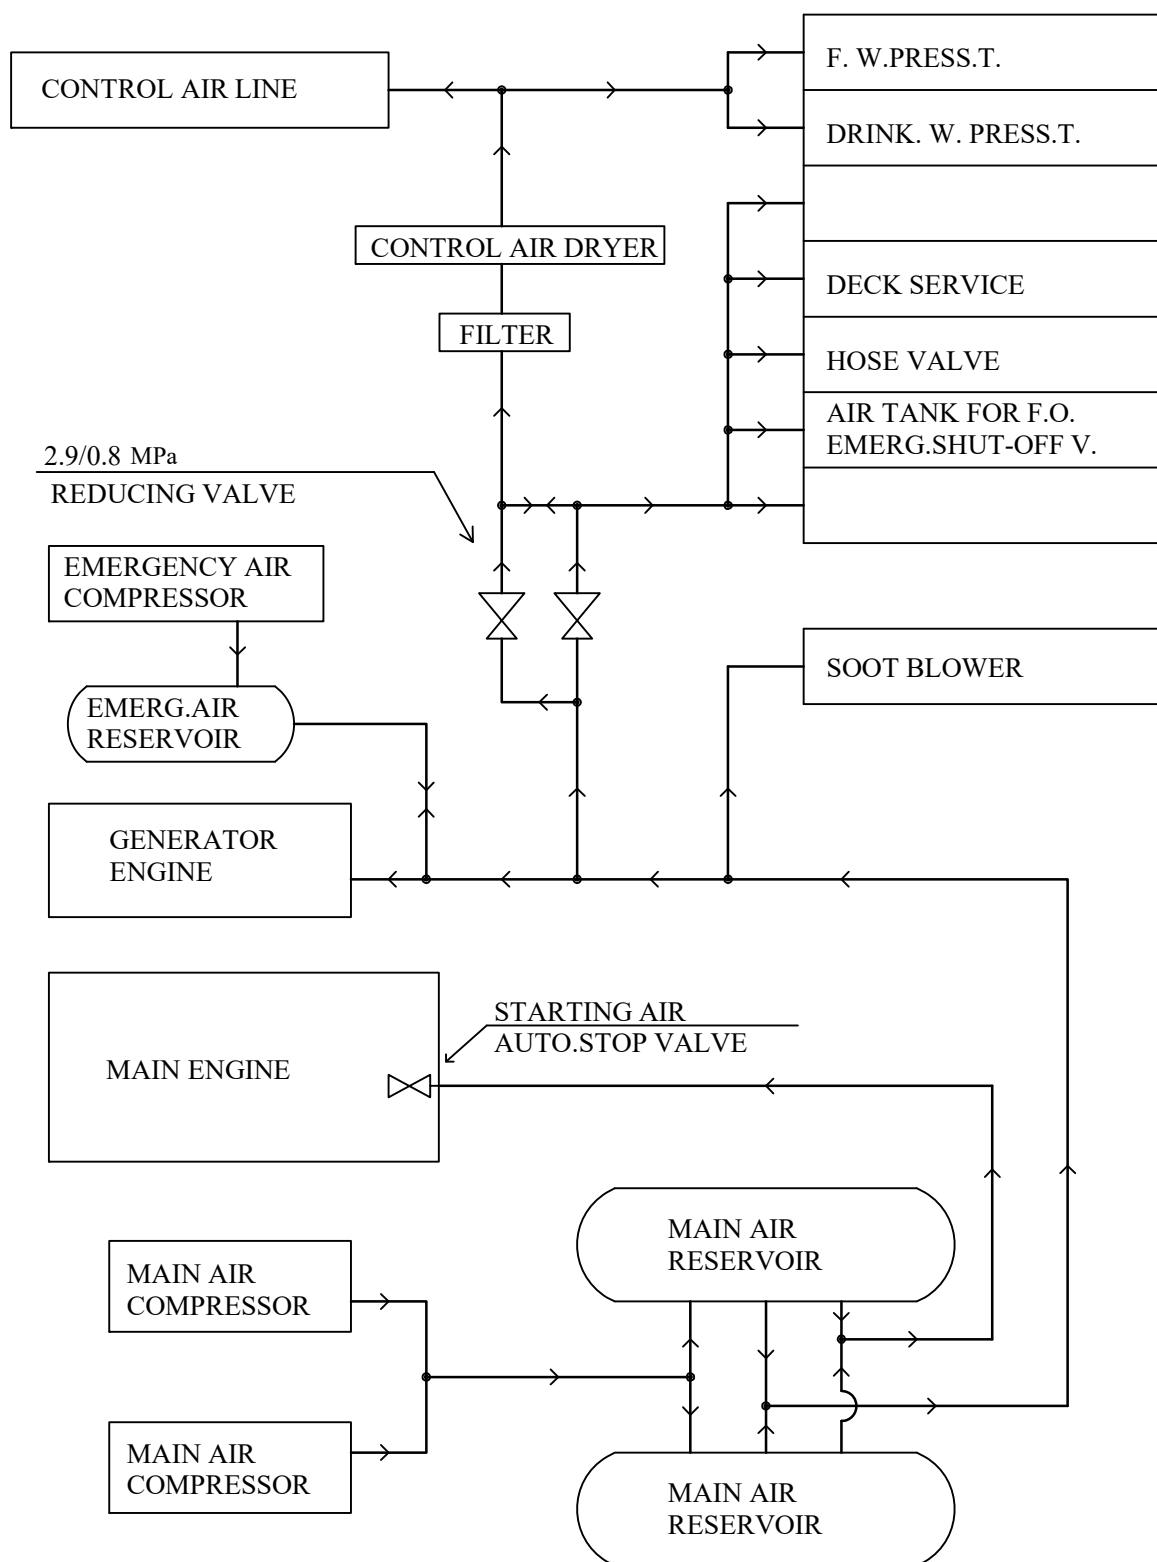 F. W.PRESS.T.
CONTROL AIR LINE
DRINK. W. PRESS.T.
CONTROL AIR DRYER
DECK SERVICE
FILTER
HOSE VALVE
AIR TANK FOR F.O.
EMERG.SHUT-OFF V.
2.9/0.8 MPa
REDUCING VALVE
EMERGENCY AIR
COMPRESSOR
SOOT BLOWER
EMERG.AIR
RESERVOIR
GENERATOR
ENGINE
STARTING AIR
AUTO.STOP VALVE
MAIN ENGINE
MAIN AIR
RESERVOIR
MAIN AIR
COMPRESSOR
MAIN AIR
COMPRESSOR
MAIN AIR
RESERVOIR